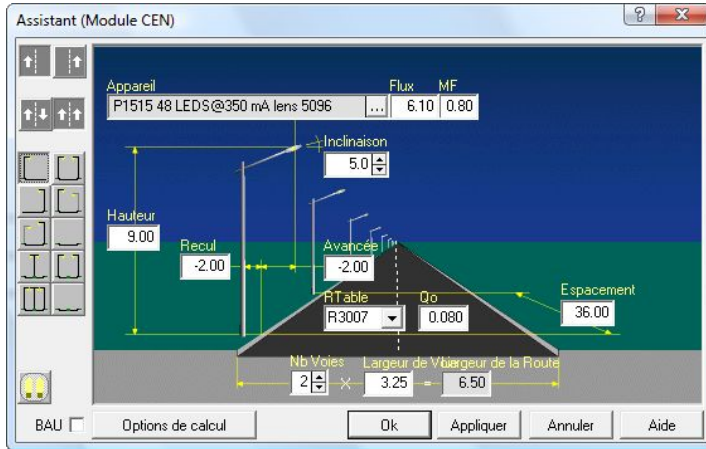 Assistant (Module CEN)
Appareil Flux MF
P1515 48 LEDS@350 mA lens 5096 ... 6.10 0.80
Inclinaison
5.0
Hauteur
9.00
Recul Avancée
-2.00 -2.00
RTable Qo
R3007 0.080
Espacement
36.00
Nb Voies Largeur de Voie Largeur de la Route
2 X 3.25 = 6.50
BAU Options de calcul Ok Appliquer Annuler Aide